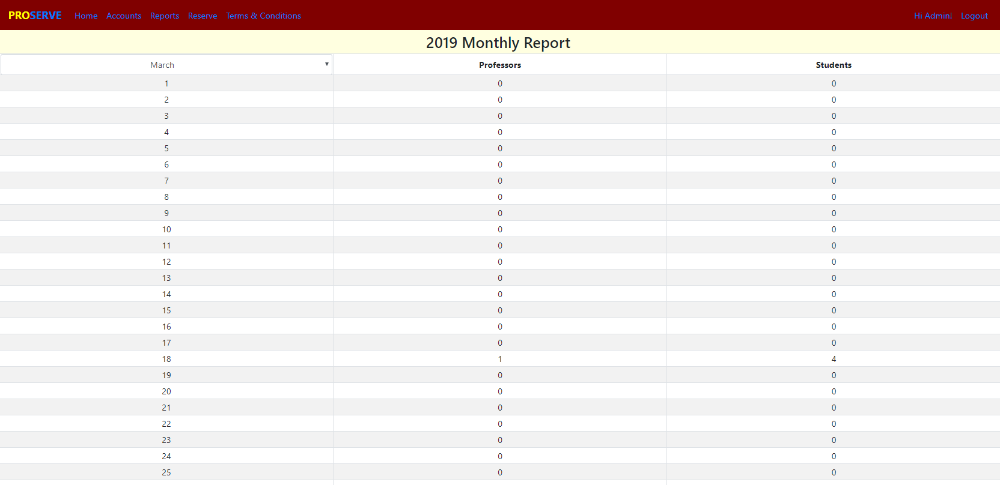 PROSERVE Home Accounts Reports Reserve Terms & Conditions Hi Admin! Logout
2019 Monthly Report
March Professors Students
1 0 0
2 0 0
3 0 0
4 0 0
5 0 0
6 0 0
7 0 0
8 0 0
9 0 0
10 0 0
11 0 0
12 0 0
13 0 0
14 0 0
15 0 0
16 0 0
17 0 0
18 1 4
19 0 0
20 0 0
21 0 0
22 0 0
23 0 0
24 0 0
25 0 0